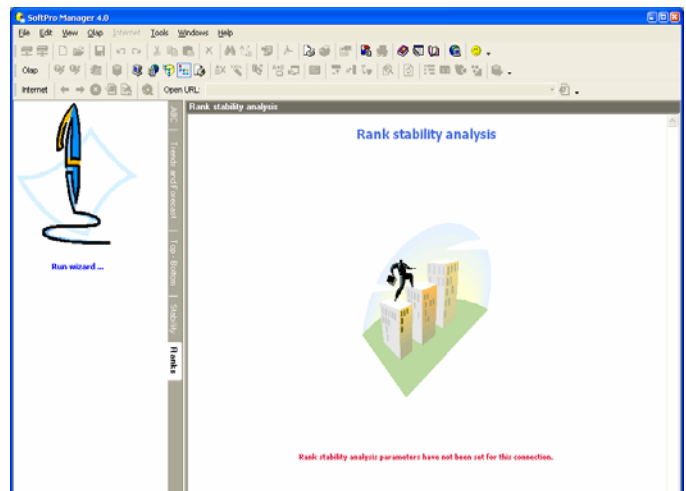 SoftPro Manager 4.0
File Edit View Olap Internet Tools Windows Help
Olap
Internet Open URL:
Rank stability analysis
Rank stability analysis
Run wizard ...
ABC | Trends and Forecast | Top - Bottom | Stability
Ranks
Rank stability analysis parameters have not been set for this connection.